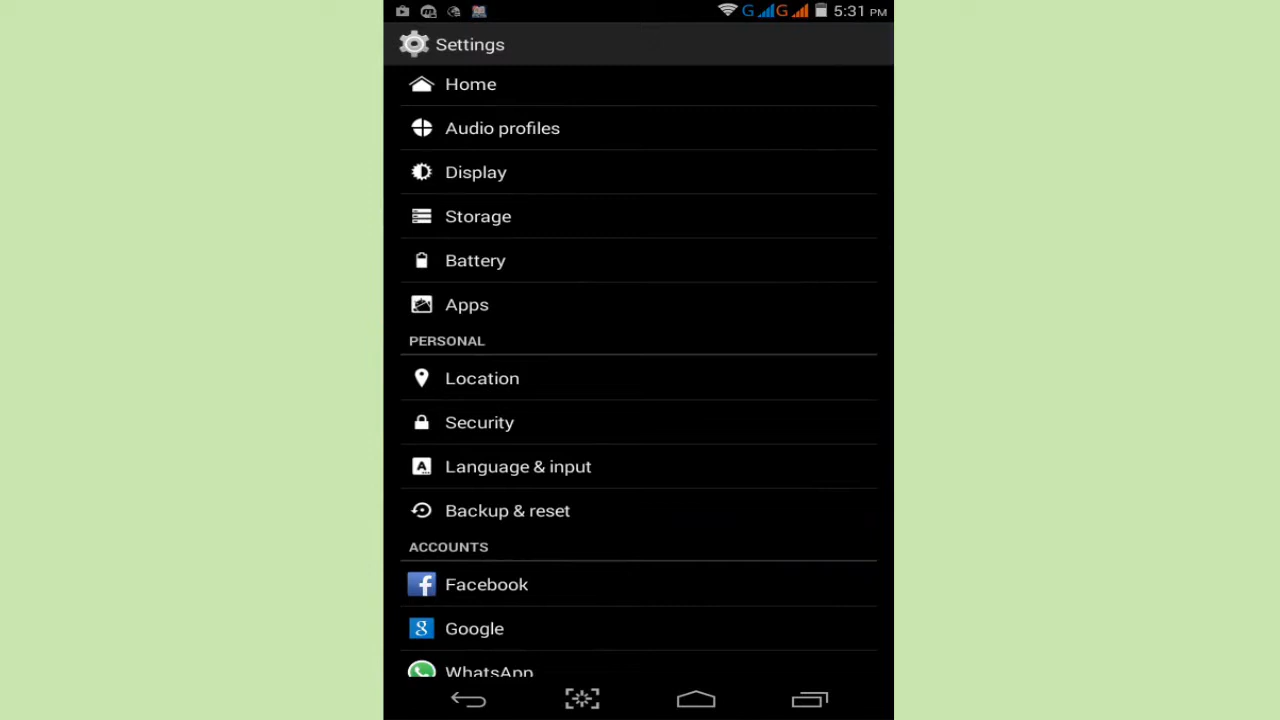 G G 5:31 PM
Settings
Home
Audio profiles
Display
Storage
Battery
Apps
PERSONAL
Location
Security
Language & input
Backup & reset
ACCOUNTS
Facebook
Google
WhatsApp